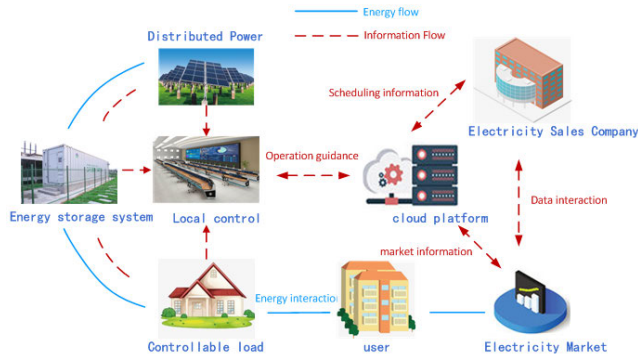 Distributed Power
Energy flow
Information Flow
Scheduling information
Electricity Sales Company
Operation guidance
Energy storage system
Local control
cloud platform
Data interaction
market information
Energy interaction
Controllable load
user
Electricity Market